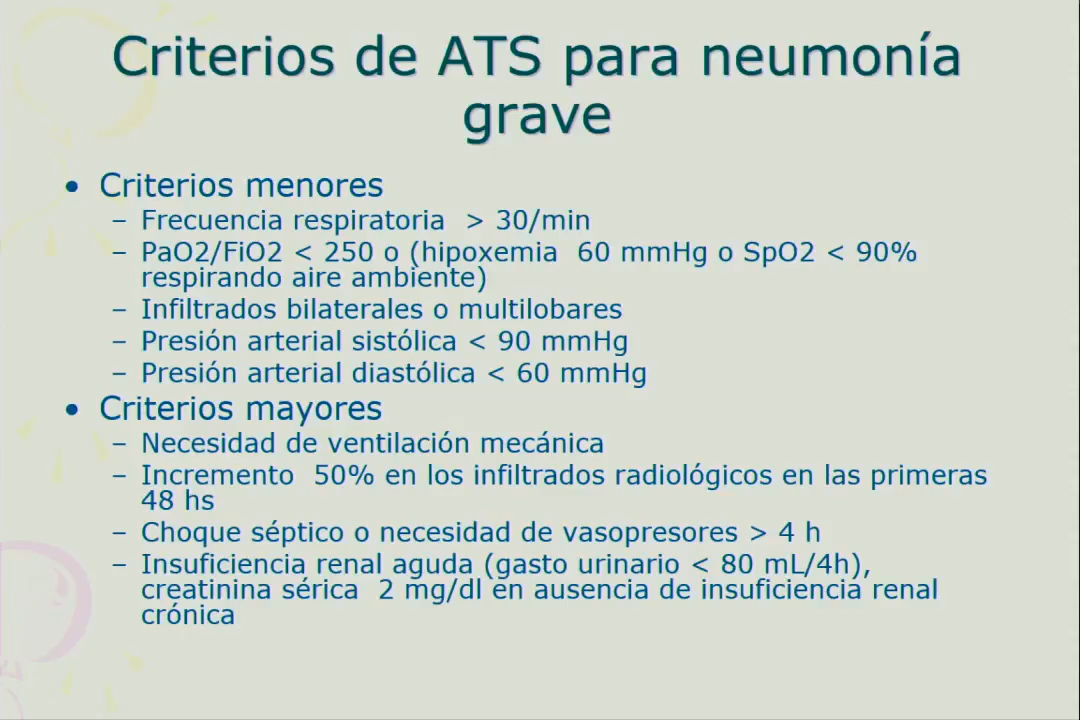 Criterios de ATS para neumonía
grave
• Criterios menores
– Frecuencia respiratoria > 30/min
– PaO2/FiO2 < 250 o (hipoxemia 60 mmHg o SpO2 < 90%
respirando aire ambiente)
– Infiltrados bilaterales o multilobares
– Presión arterial sistólica < 90 mmHg
– Presión arterial diastólica < 60 mmHg
• Criterios mayores
– Necesidad de ventilación mecánica
– Incremento 50% en los infiltrados radiológicos en las primeras
48 hs
– Choque séptico o necesidad de vasopresores > 4 h
– Insuficiencia renal aguda (gasto urinario < 80 mL/4h),
creatinina sérica 2 mg/dl en ausencia de insuficiencia renal
crónica